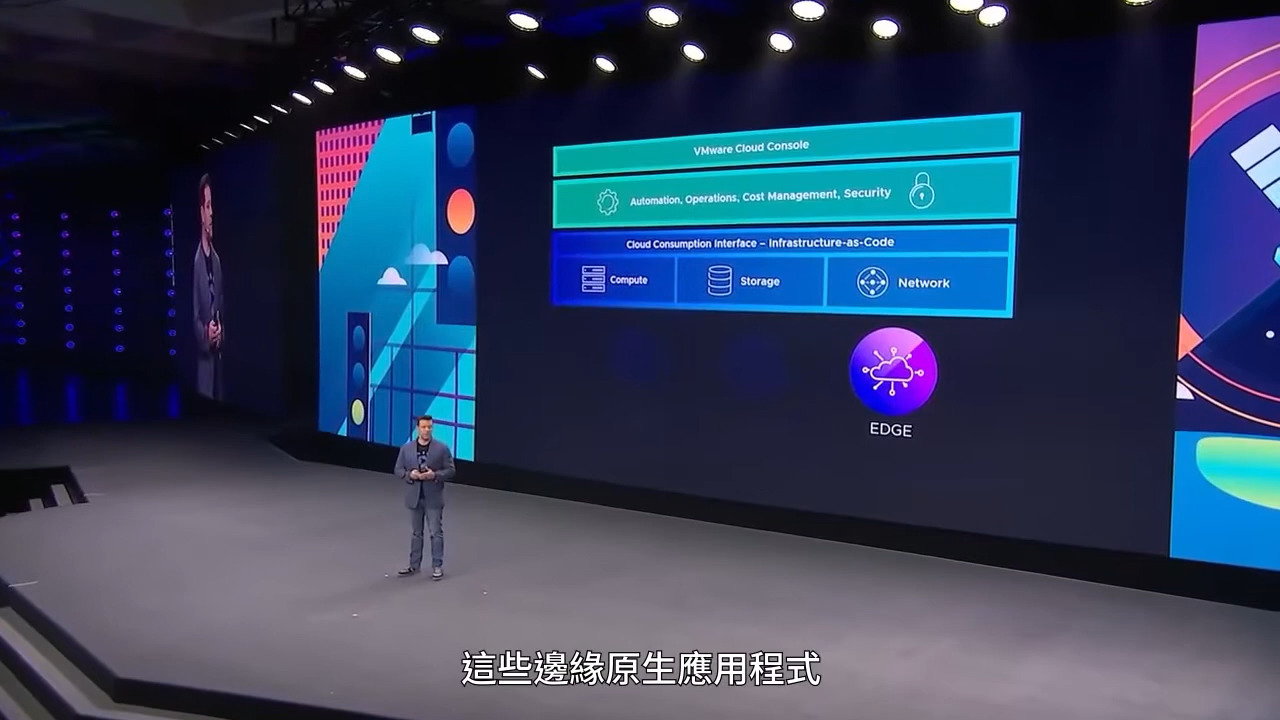 VMware Cloud Console
Automation, Operations, Cost Management, Security
Cloud Consumption Interface – Infrastructure-as-Code
Compute
Storage
Network
EDGE
這些邊緣原生應用程式